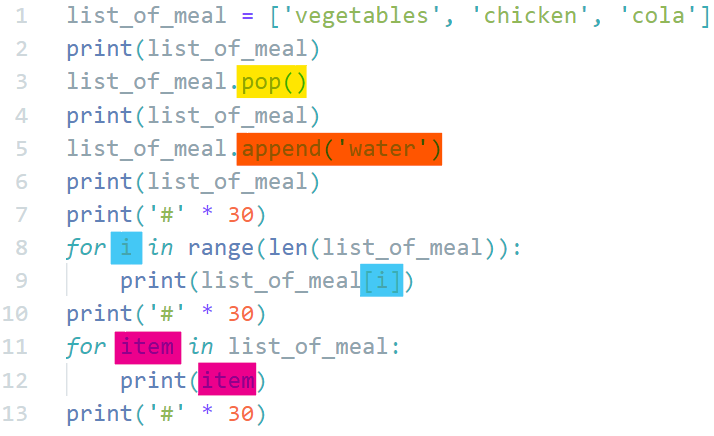 1 list_of_meal = ['vegetables', 'chicken', 'cola']
2 print(list_of_meal)
3 list_of_meal.pop()
4 print(list_of_meal)
5 list_of_meal.append('water')
6 print(list_of_meal)
7 print('#' * 30)
8 for i in range(len(list_of_meal)):
9     print(list_of_meal[i])
10 print('#' * 30)
11 for item in list_of_meal:
12     print(item)
13 print('#' * 30)